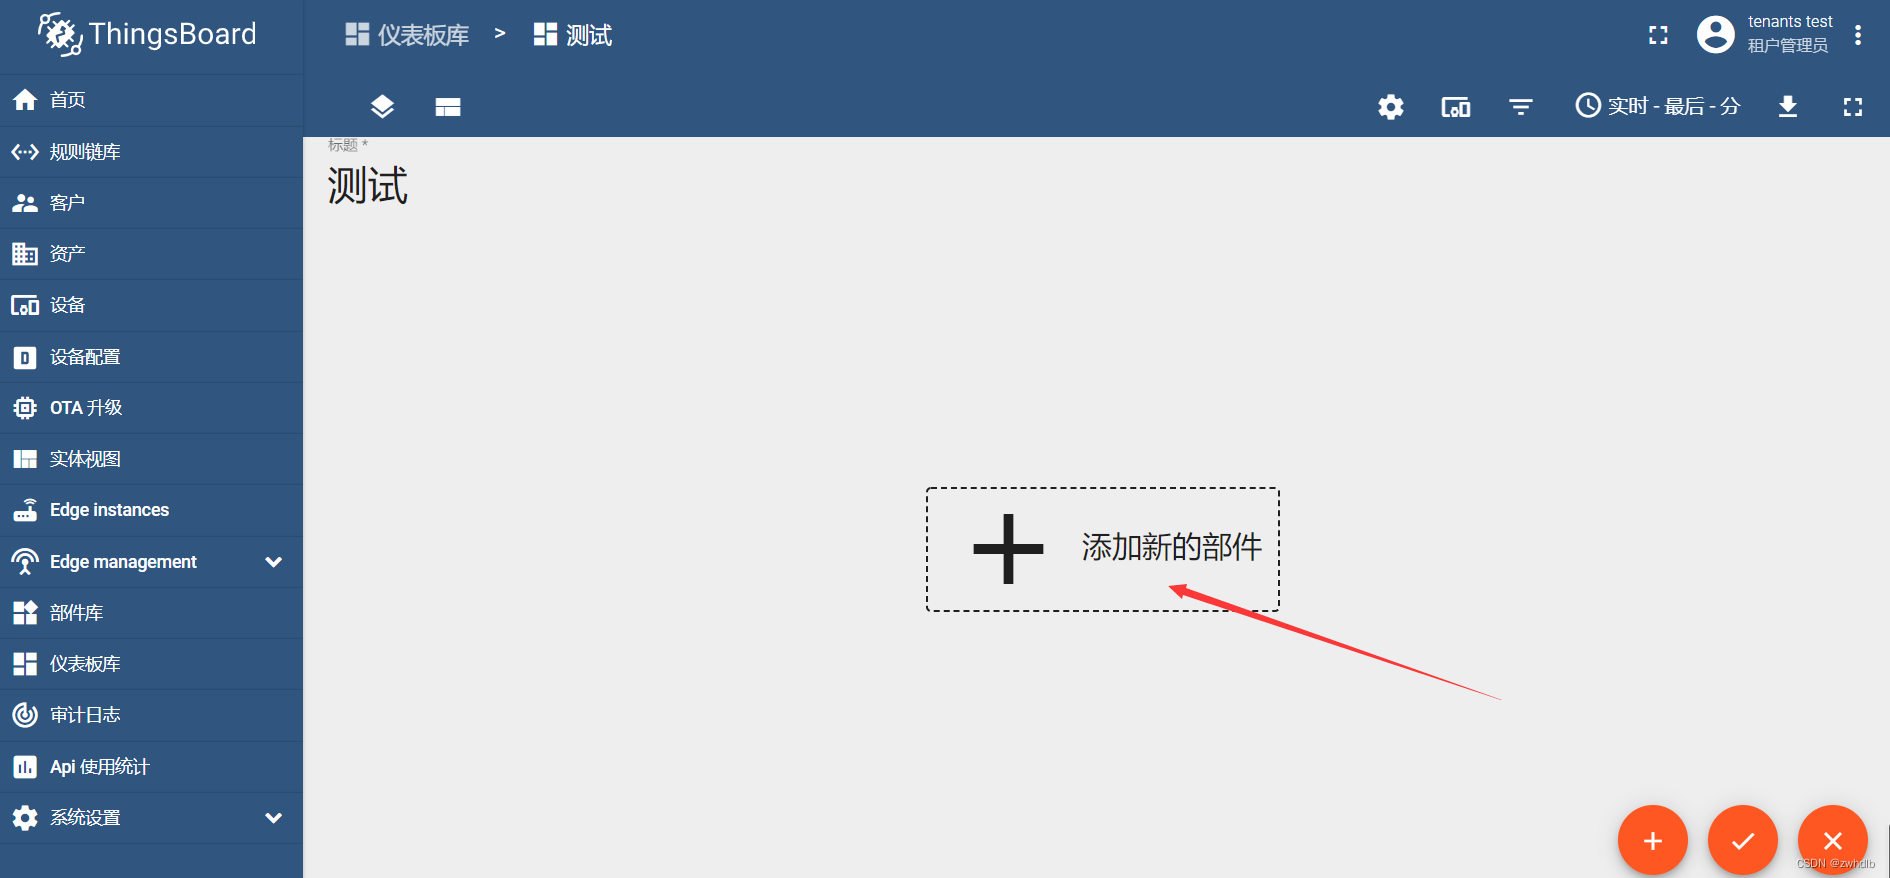 ThingsBoard
首页
规则链库
客户
资产
设备
设备配置
OTA 升级
实体视图
Edge instances
Edge management
部件库
仪表板库
审计日志
Api 使用统计
系统设置
仪表板库 > 测试
tenants test
租户管理员
实时 - 最后 - 分
标题 *
测试
添加新的部件
CSDN @zwhdlb